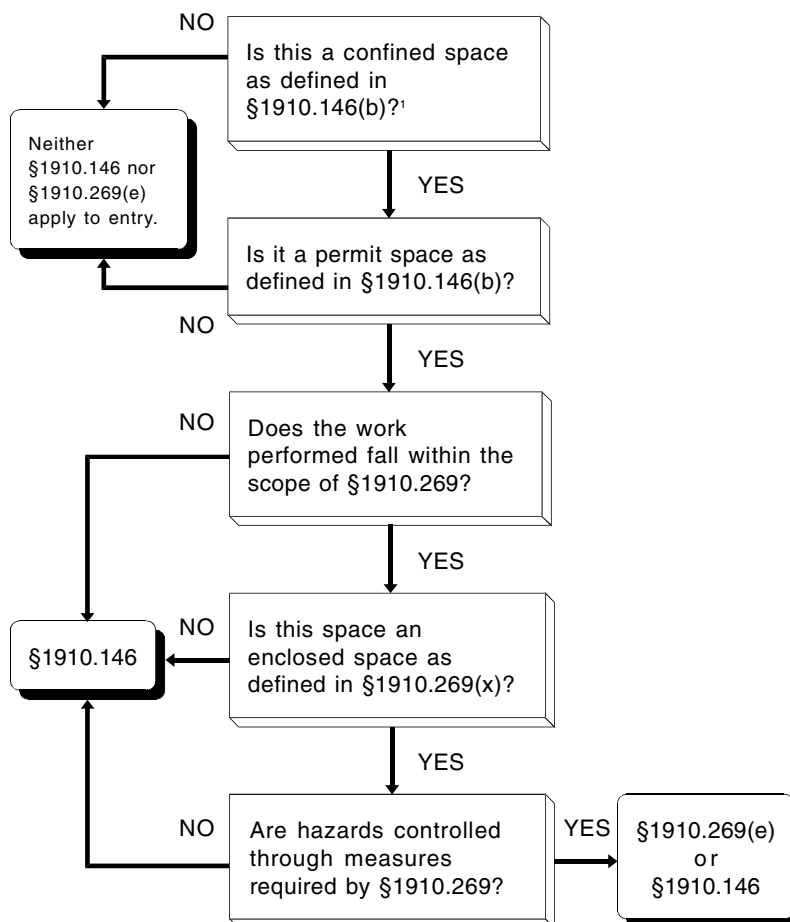 NO
Is this a confined space
as defined in
§1910.146(b)?¹
Neither
§1910.146 nor
§1910.269(e)
apply to entry.
YES
Is it a permit space as
defined in §1910.146(b)?
NO
YES
NO
Does the work
performed fall within the
scope of §1910.269?
YES
NO
Is this space an
enclosed space as
defined in §1910.269(x)?
§1910.146
YES
NO
Are hazards controlled
through measures
required by §1910.269?
YES
§1910.269(e)
or
§1910.146